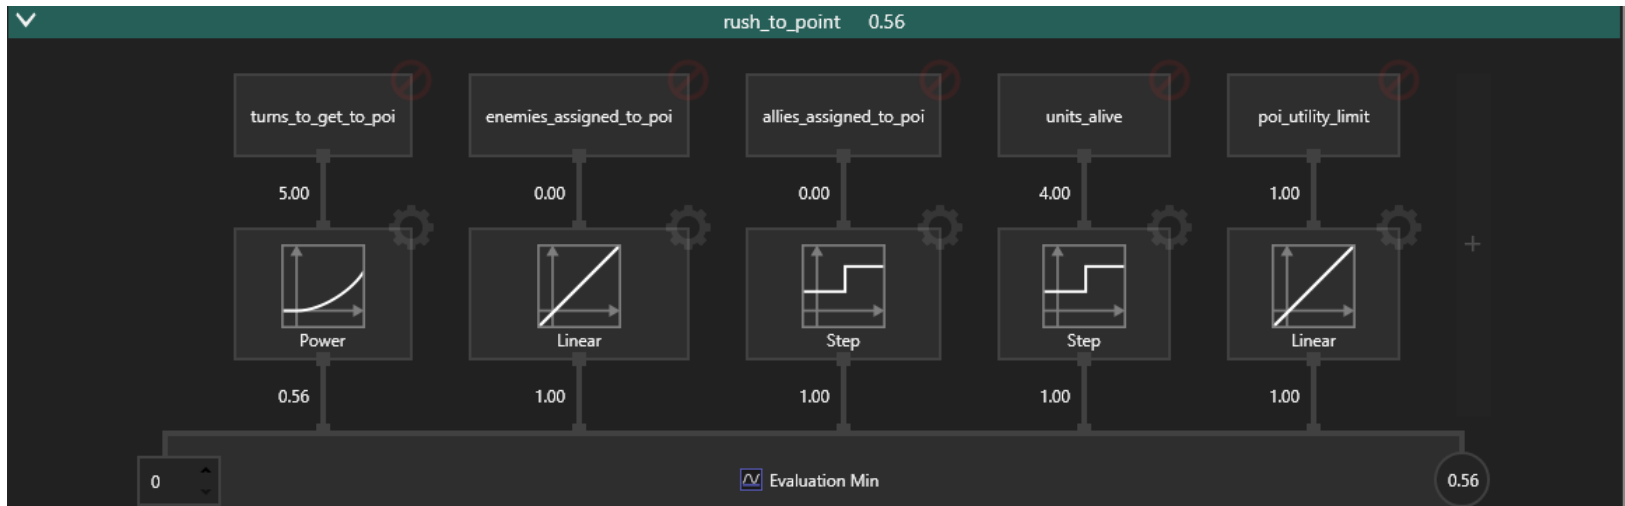 rush_to_point 0.56
turns_to_get_to_poi enemies_assigned_to_poi allies_assigned_to_poi units_alive poi_utility_limit
5.00 0.00 0.00 4.00 1.00
+
Power Linear Step Step Linear
0.56 1.00 1.00 1.00 1.00
0 Evaluation Min 0.56